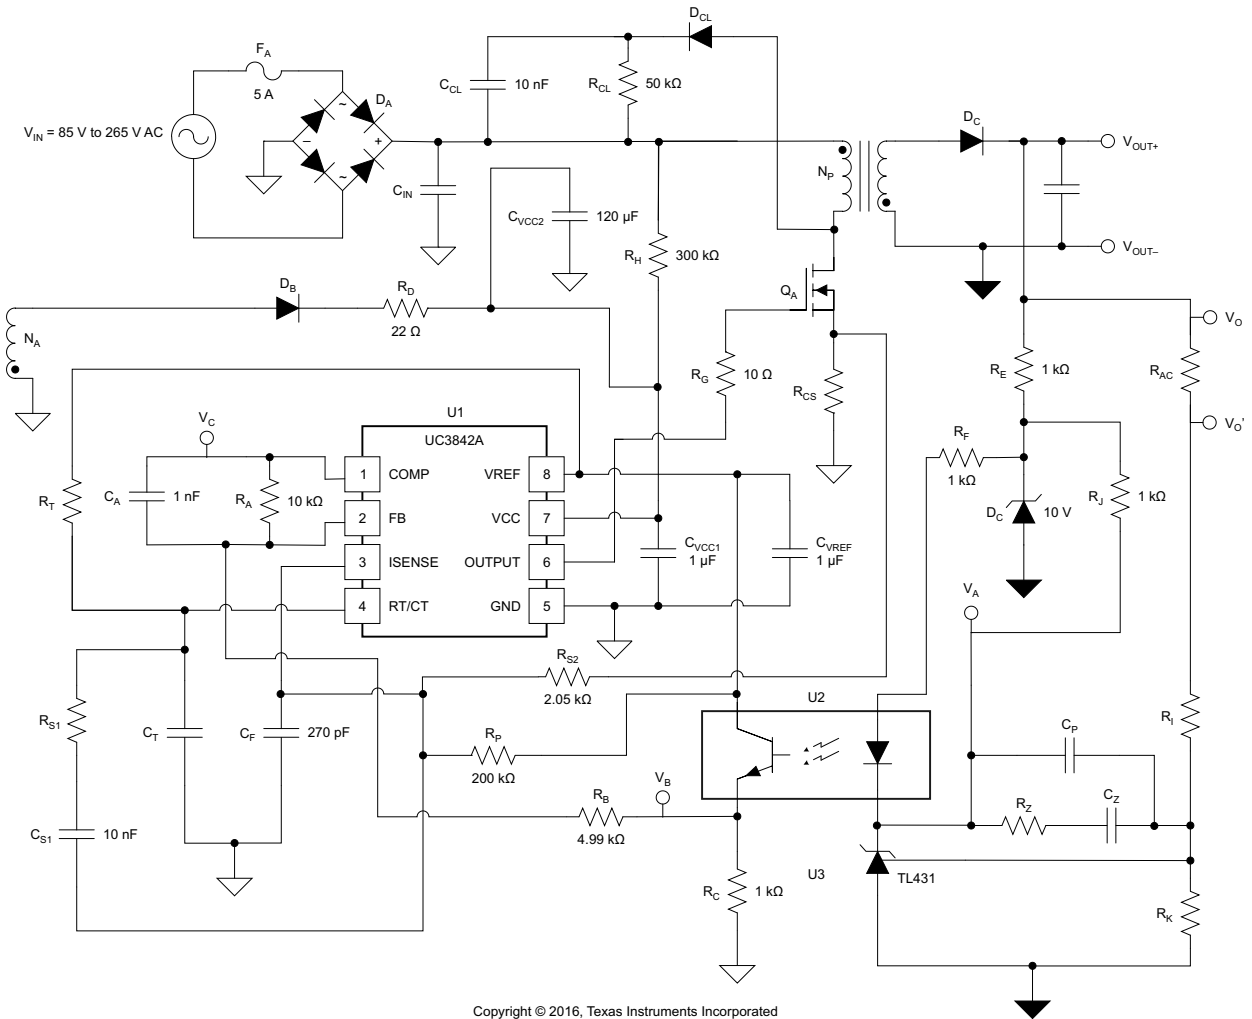 D_CL
F_A
5 A
D_A
~
~
−
+
V_IN = 85 V to 265 V AC
C_CL
10 nF
R_CL
50 kΩ
C_IN
C_VCC2
120 µF
R_H
300 kΩ
N_P
D_C
V_OUT+
V_OUT–
Q_A
D_B
R_D
22 Ω
N_A
R_G
10 Ω
R_CS
R_E
1 kΩ
V_O
R_AC
V_O'
V_C
U1
UC3842A
1
COMP
VREF
8
2
FB
VCC
7
3
ISENSE
OUTPUT
6
4
RT/CT
GND
5
R_T
C_A
1 nF
R_A
10 kΩ
C_VCC1
1 µF
C_VREF
1 µF
R_F
1 kΩ
D_C
10 V
R_J
1 kΩ
V_A
R_S2
2.05 kΩ
U2
R_S1
C_T
C_F
270 pF
R_P
200 kΩ
C_P
R_I
V_B
R_B
4.99 kΩ
R_Z
C_Z
C_S1
10 nF
U3
TL431
R_C
1 kΩ
R_K
Copyright © 2016, Texas Instruments Incorporated